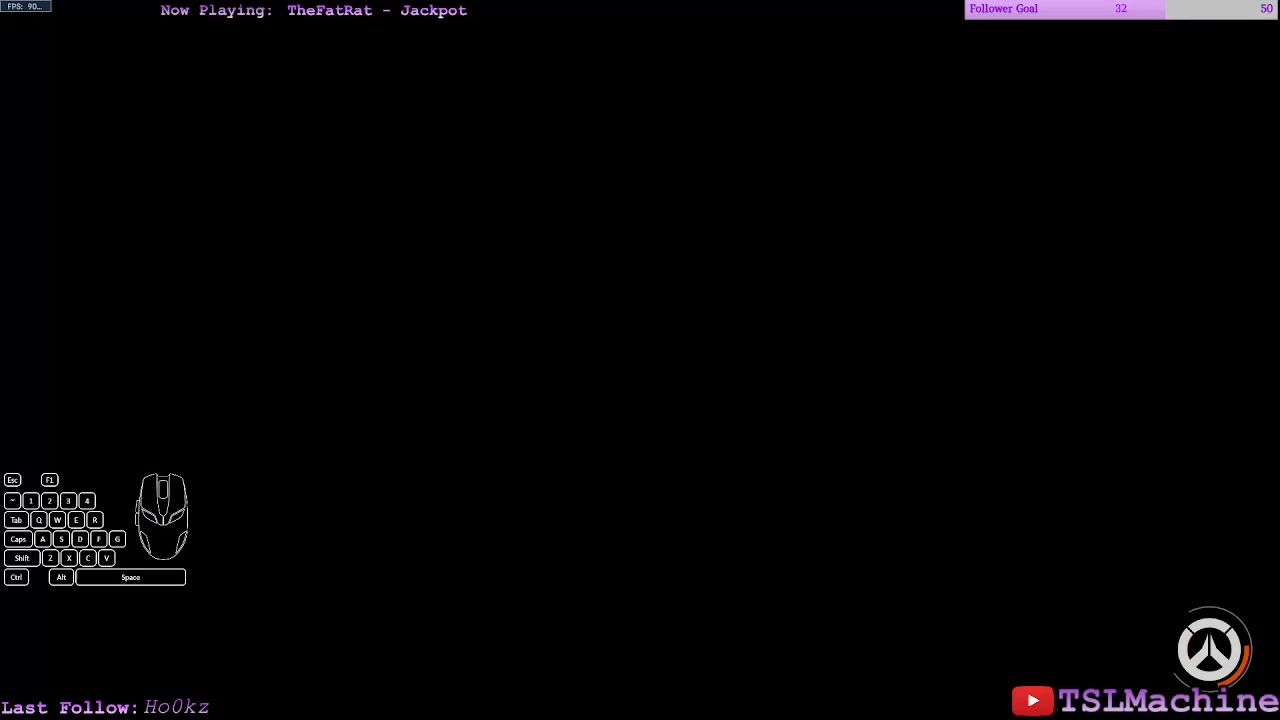 FPS: 90...
Now Playing: TheFatRat - Jackpot
Follower Goal 32 50
Esc F1
~ 1 2 3 4
Tab Q W E R
Caps A S D F G
Shift Z X C V
Ctrl Alt Space
Last Follow: Ho0kz
TSLMachine